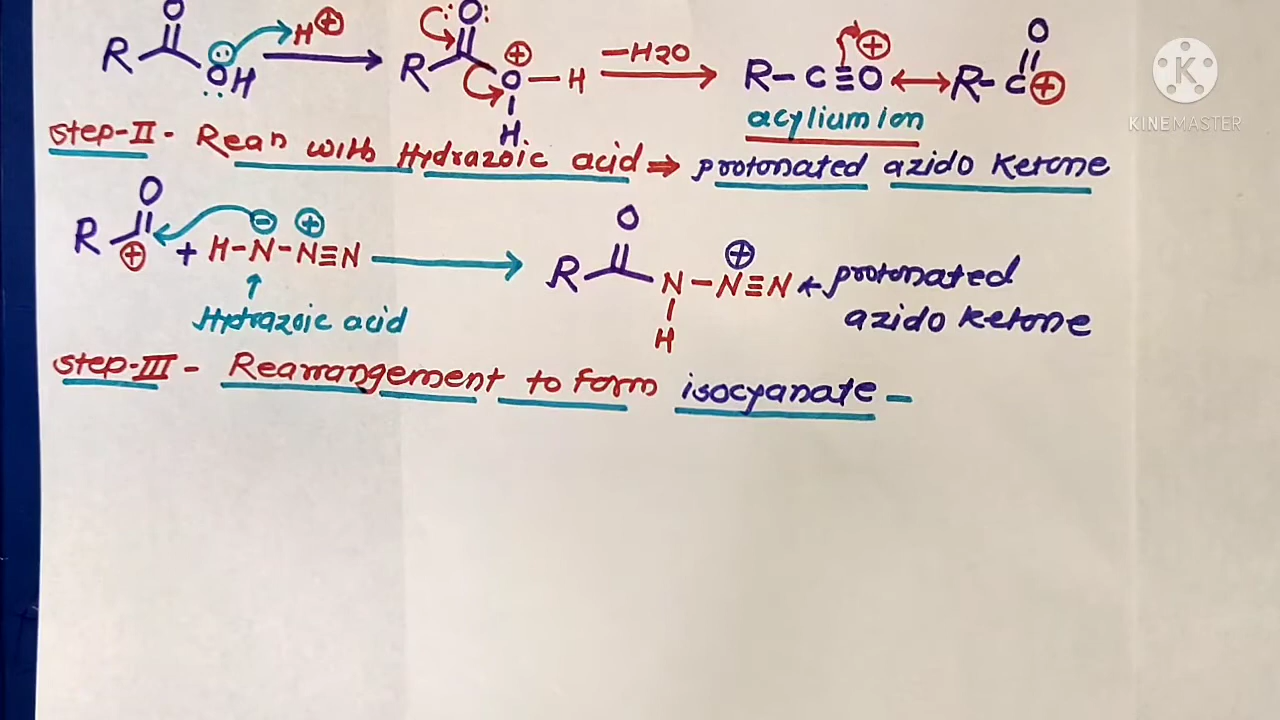 O :O:
R OH H⊕ → R O⊕—H −H2O → R–C≡O⊕ ↔ R–C⊕ O
H acylium ion
Step-II - Rean with Hydrazoic acid ⇒ protonated azido Ketone
O O
R ⊕ + H–N⊖–N⊕≡N → R N–N⊕≡N ← protonated
↑ H azido Ketone
Hydrazoic acid
Step-III - Rearrangement to form isocyanate -
K
KINEMASTER